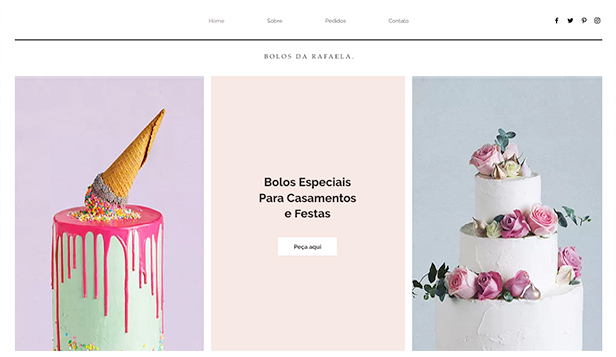 Home Sobre Pedidos Contato
BOLOS DA RAFAELA.
Bolos Especiais
Para Casamentos
e Festas
Peça aqui